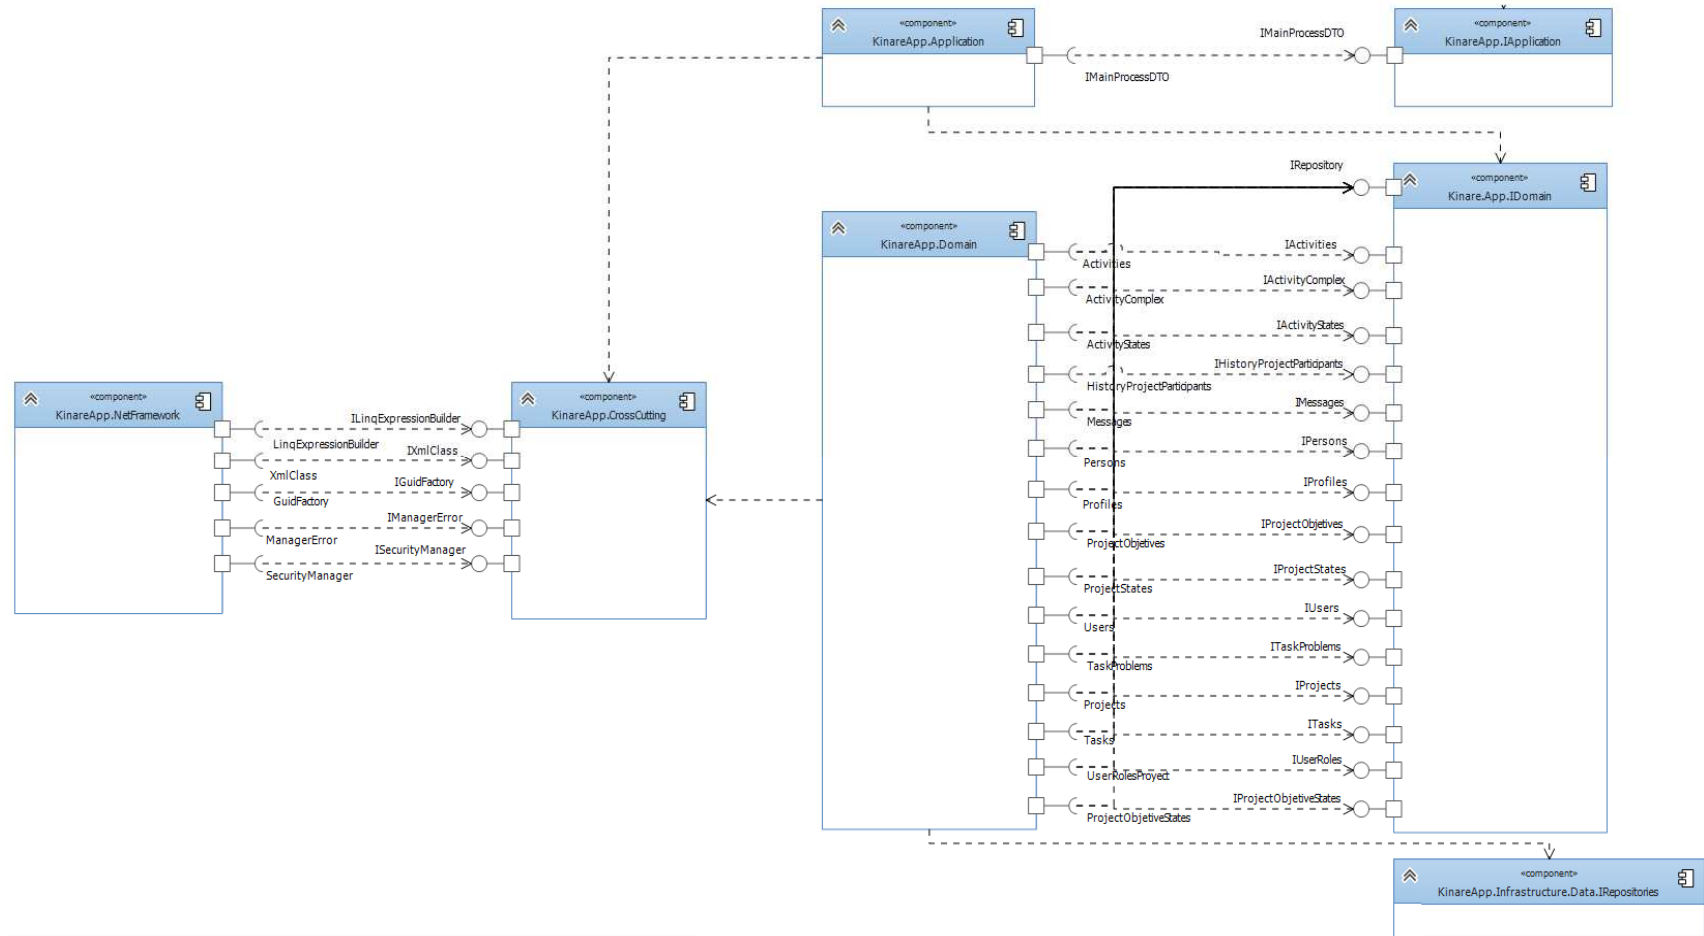 «component»
KinareApp.Application
IMainProcessDTO
IMainProcessDTO
«component»
KinareApp.IApplication
IRepository
«component»
Kinare.App.IDomain
«component»
KinareApp.Domain
IActivities
Activities
IActivityComplex
ActivityComplex
IActivityStates
ActivityStates
IHistoryProjectParticipants
HistoryProjectParticipants
IMessages
Messages
IPersons
Persons
IProfiles
Profiles
IProjectObjetives
ProjectObjetives
IProjectStates
ProjectStates
IUsers
Users
ITaskProblems
TaskProblems
IProjects
Projects
ITasks
Tasks
IUserRoles
UserRolesProyect
IProjectObjetiveStates
ProjectObjetiveStates
«component»
KinareApp.NetFramework
«component»
KinareApp.CrossCutting
ILinqExpressionBuilder
LinqExpressionBuilder
IXmlClass
XmlClass
IGuidFactory
GuidFactory
IManagerError
ManagerError
ISecurityManager
SecurityManager
«component»
KinareApp.Infrastructure.Data.IRepositories